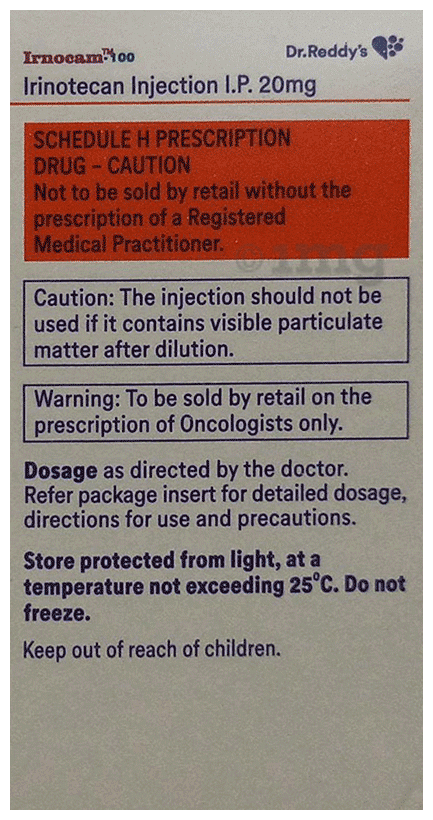 Irnocam™-100
Dr.Reddy's
Irinotecan Injection I.P. 20mg
SCHEDULE H PRESCRIPTION
DRUG – CAUTION
Not to be sold by retail without the
prescription of a Registered
Medical Practitioner.
1mg
Caution: The injection should not be
used if it contains visible particulate
matter after dilution.
Warning: To be sold by retail on the
prescription of Oncologists only.
Dosage as directed by the doctor.
Refer package insert for detailed dosage,
directions for use and precautions.
Store protected from light, at a
temperature not exceeding 25°C. Do not
freeze.
Keep out of reach of children.